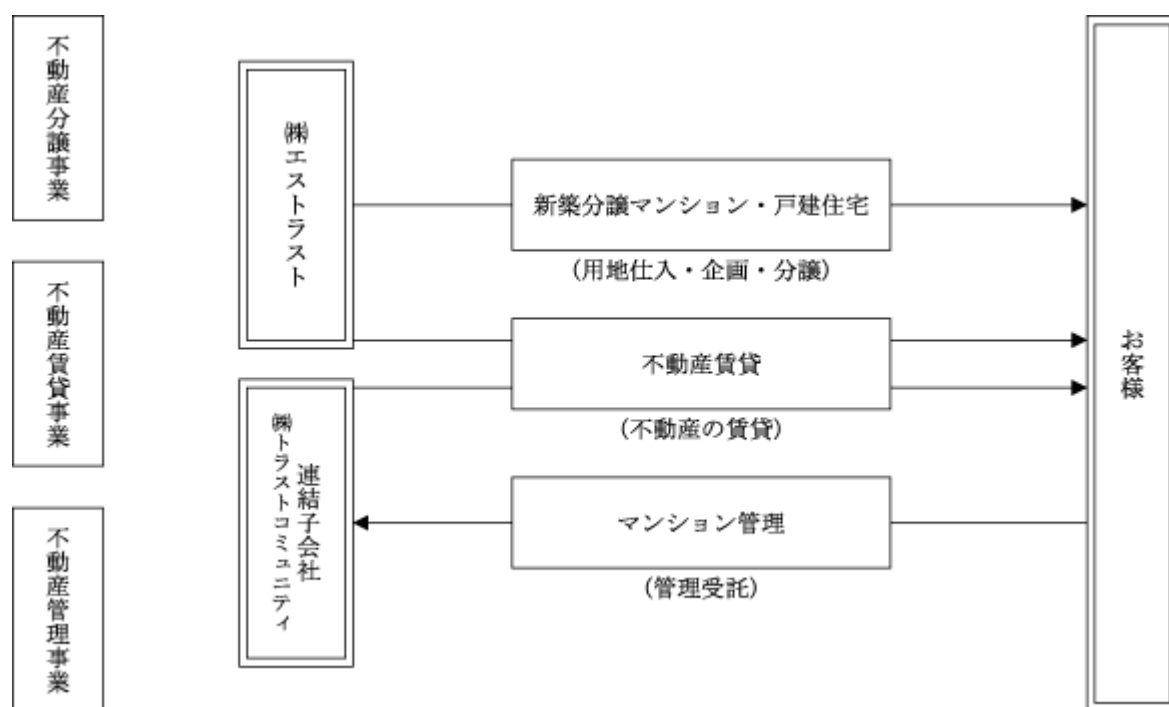 不動産分譲事業
不動産賃貸事業
不動産管理事業
㈱エストラスト
連結子会社
㈱トラストコミュニティ
新築分譲マンション・戸建住宅
(用地仕入・企画・分譲)
不動産賃貸
(不動産の賃貸)
マンション管理
(管理受託)
お客様